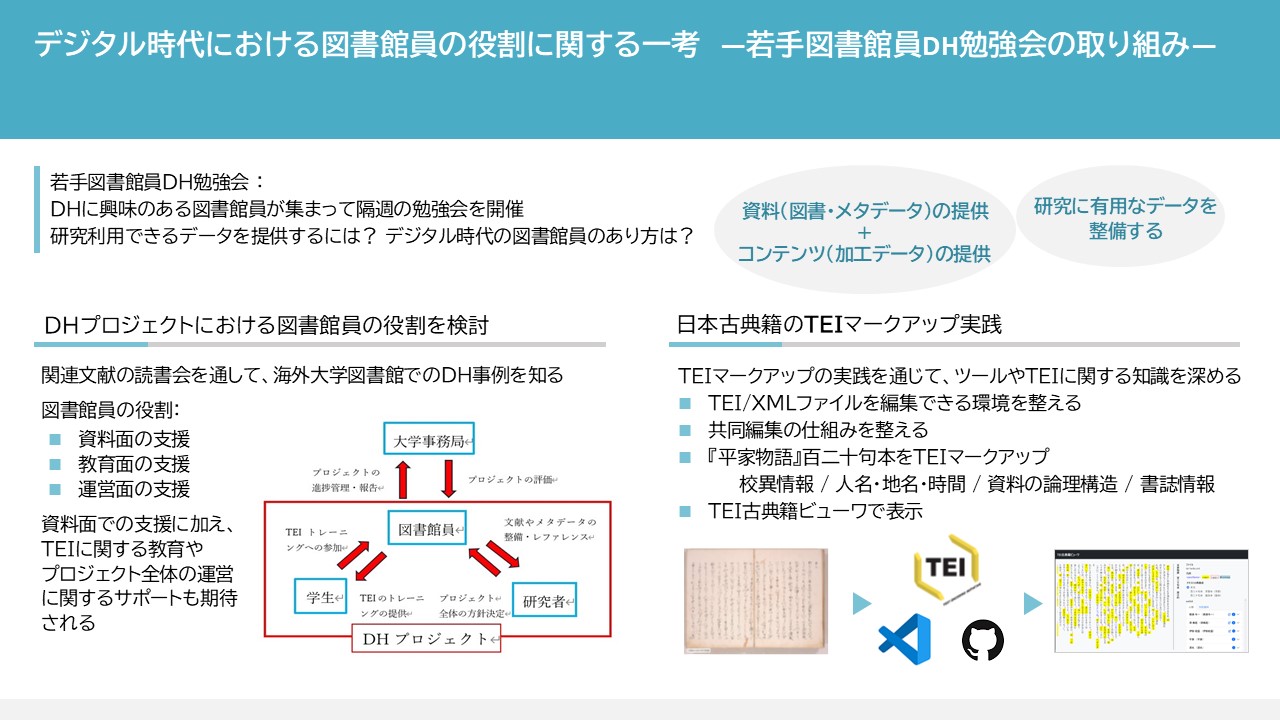 デジタル時代における図書館員の役割に関する一考 ―若手図書館員DH勉強会の取り組み―
若手図書館員DH勉強会：
DHに興味のある図書館員が集まって隔週の勉強会を開催
研究利用できるデータを提供するには？ デジタル時代の図書館員のあり方は？
資料（図書・メタデータ）の提供
＋
コンテンツ（加工データ）の提供
研究に有用なデータを
整備する
DHプロジェクトにおける図書館員の役割を検討
関連文献の読書会を通して、海外大学図書館でのDH事例を知る
図書館員の役割：
■ 資料面の支援
■ 教育面の支援
■ 運営面の支援
資料面での支援に加え、
TEIに関する教育や
プロジェクト全体の運営
に関するサポートも期待
される
大学事務局
プロジェクトの
進捗管理・報告
プロジェクトの評価
図書館員
TEI トレーニ
ングへの参加
文献やメタデータの
整備・レファレンス
学生
TEIのトレーニ
ングの提供
プロジェクト
全体の方針決定
研究者
DH プロジェクト
日本古典籍のTEIマークアップ実践
TEIマークアップの実践を通じて、ツールやTEIに関する知識を深める
■ TEI/XMLファイルを編集できる環境を整える
■ 共同編集の仕組みを整える
■ 『平家物語』百二十句本をTEIマークアップ
校異情報 / 人名・地名・時間 / 資料の論理構造 / 書誌情報
■ TEI古典籍ビューワで表示
TEI